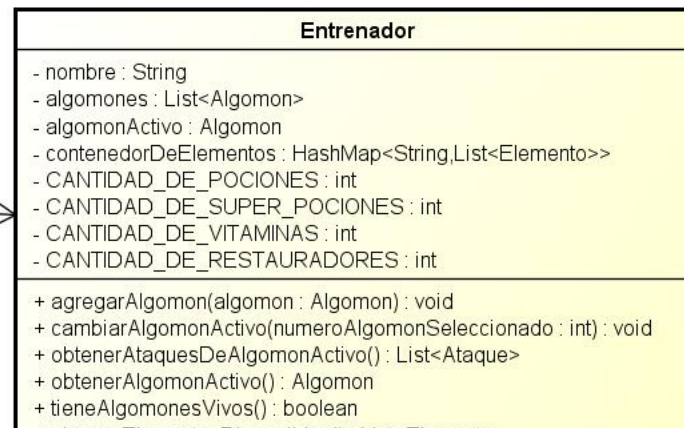 Entrenador
- nombre : String
- algomones : List<Algomon>
- algomonActivo : Algomon
- contenedorDeElementos : HashMap<String,List<Elemento>>
- CANTIDAD_DE_POCIONES : int
- CANTIDAD_DE_SUPER_POCIONES : int
- CANTIDAD_DE_VITAMINAS : int
- CANTIDAD_DE_RESTAURADORES : int
+ agregarAlgomon(algomon : Algomon) : void
+ cambiarAlgomonActivo(numeroAlgomonSeleccionado : int) : void
+ obtenerAtaquesDeAlgomonActivo() : List<Ataque>
+ obtenerAlgomonActivo() : Algomon
+ tieneAlgomonesVivos() : boolean